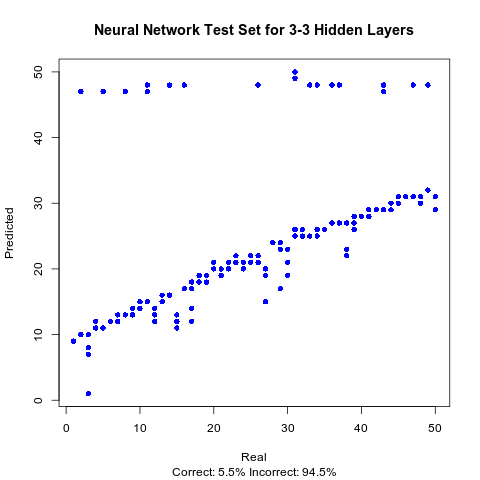 Neural Network Test Set for 3-3 Hidden Layers
50
40
30
20
10
0
Predicted
0 10 20 30 40 50
Real
Correct: 5.5% Incorrect: 94.5%